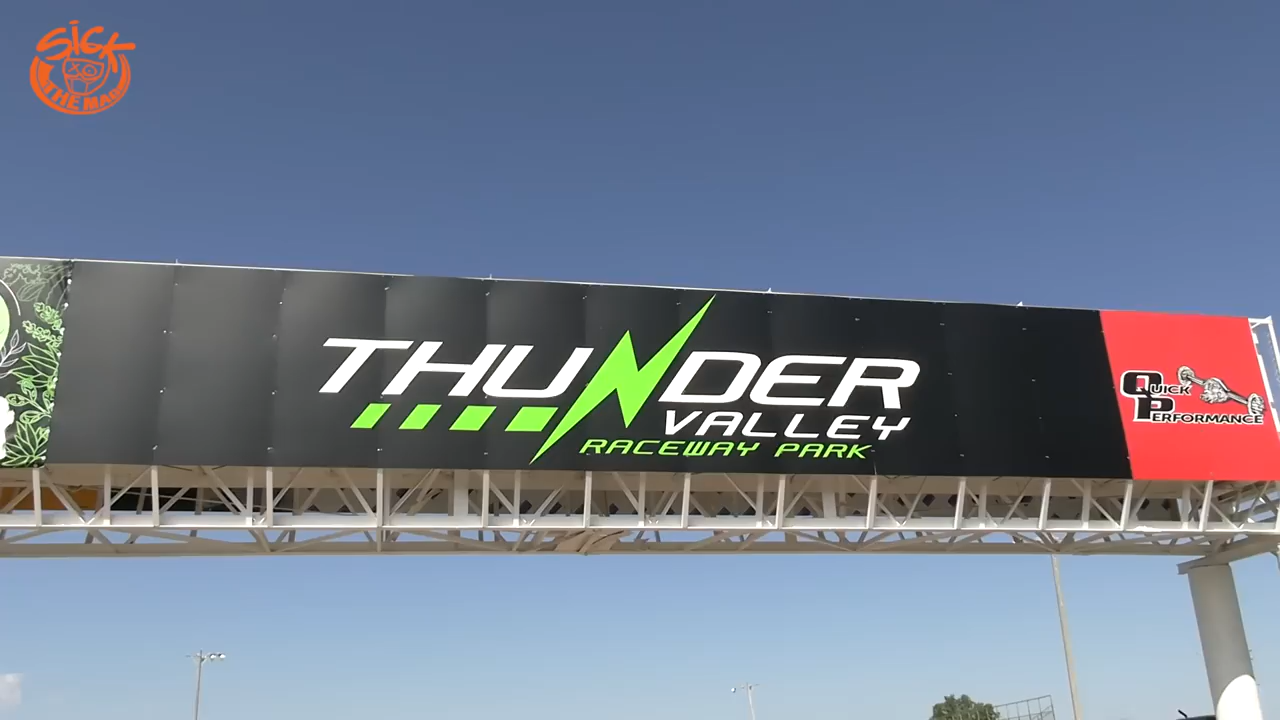 SICK
THE MAG
THUNDER
VALLEY
RACEWAY PARK
QUICK
PERFORMANCE